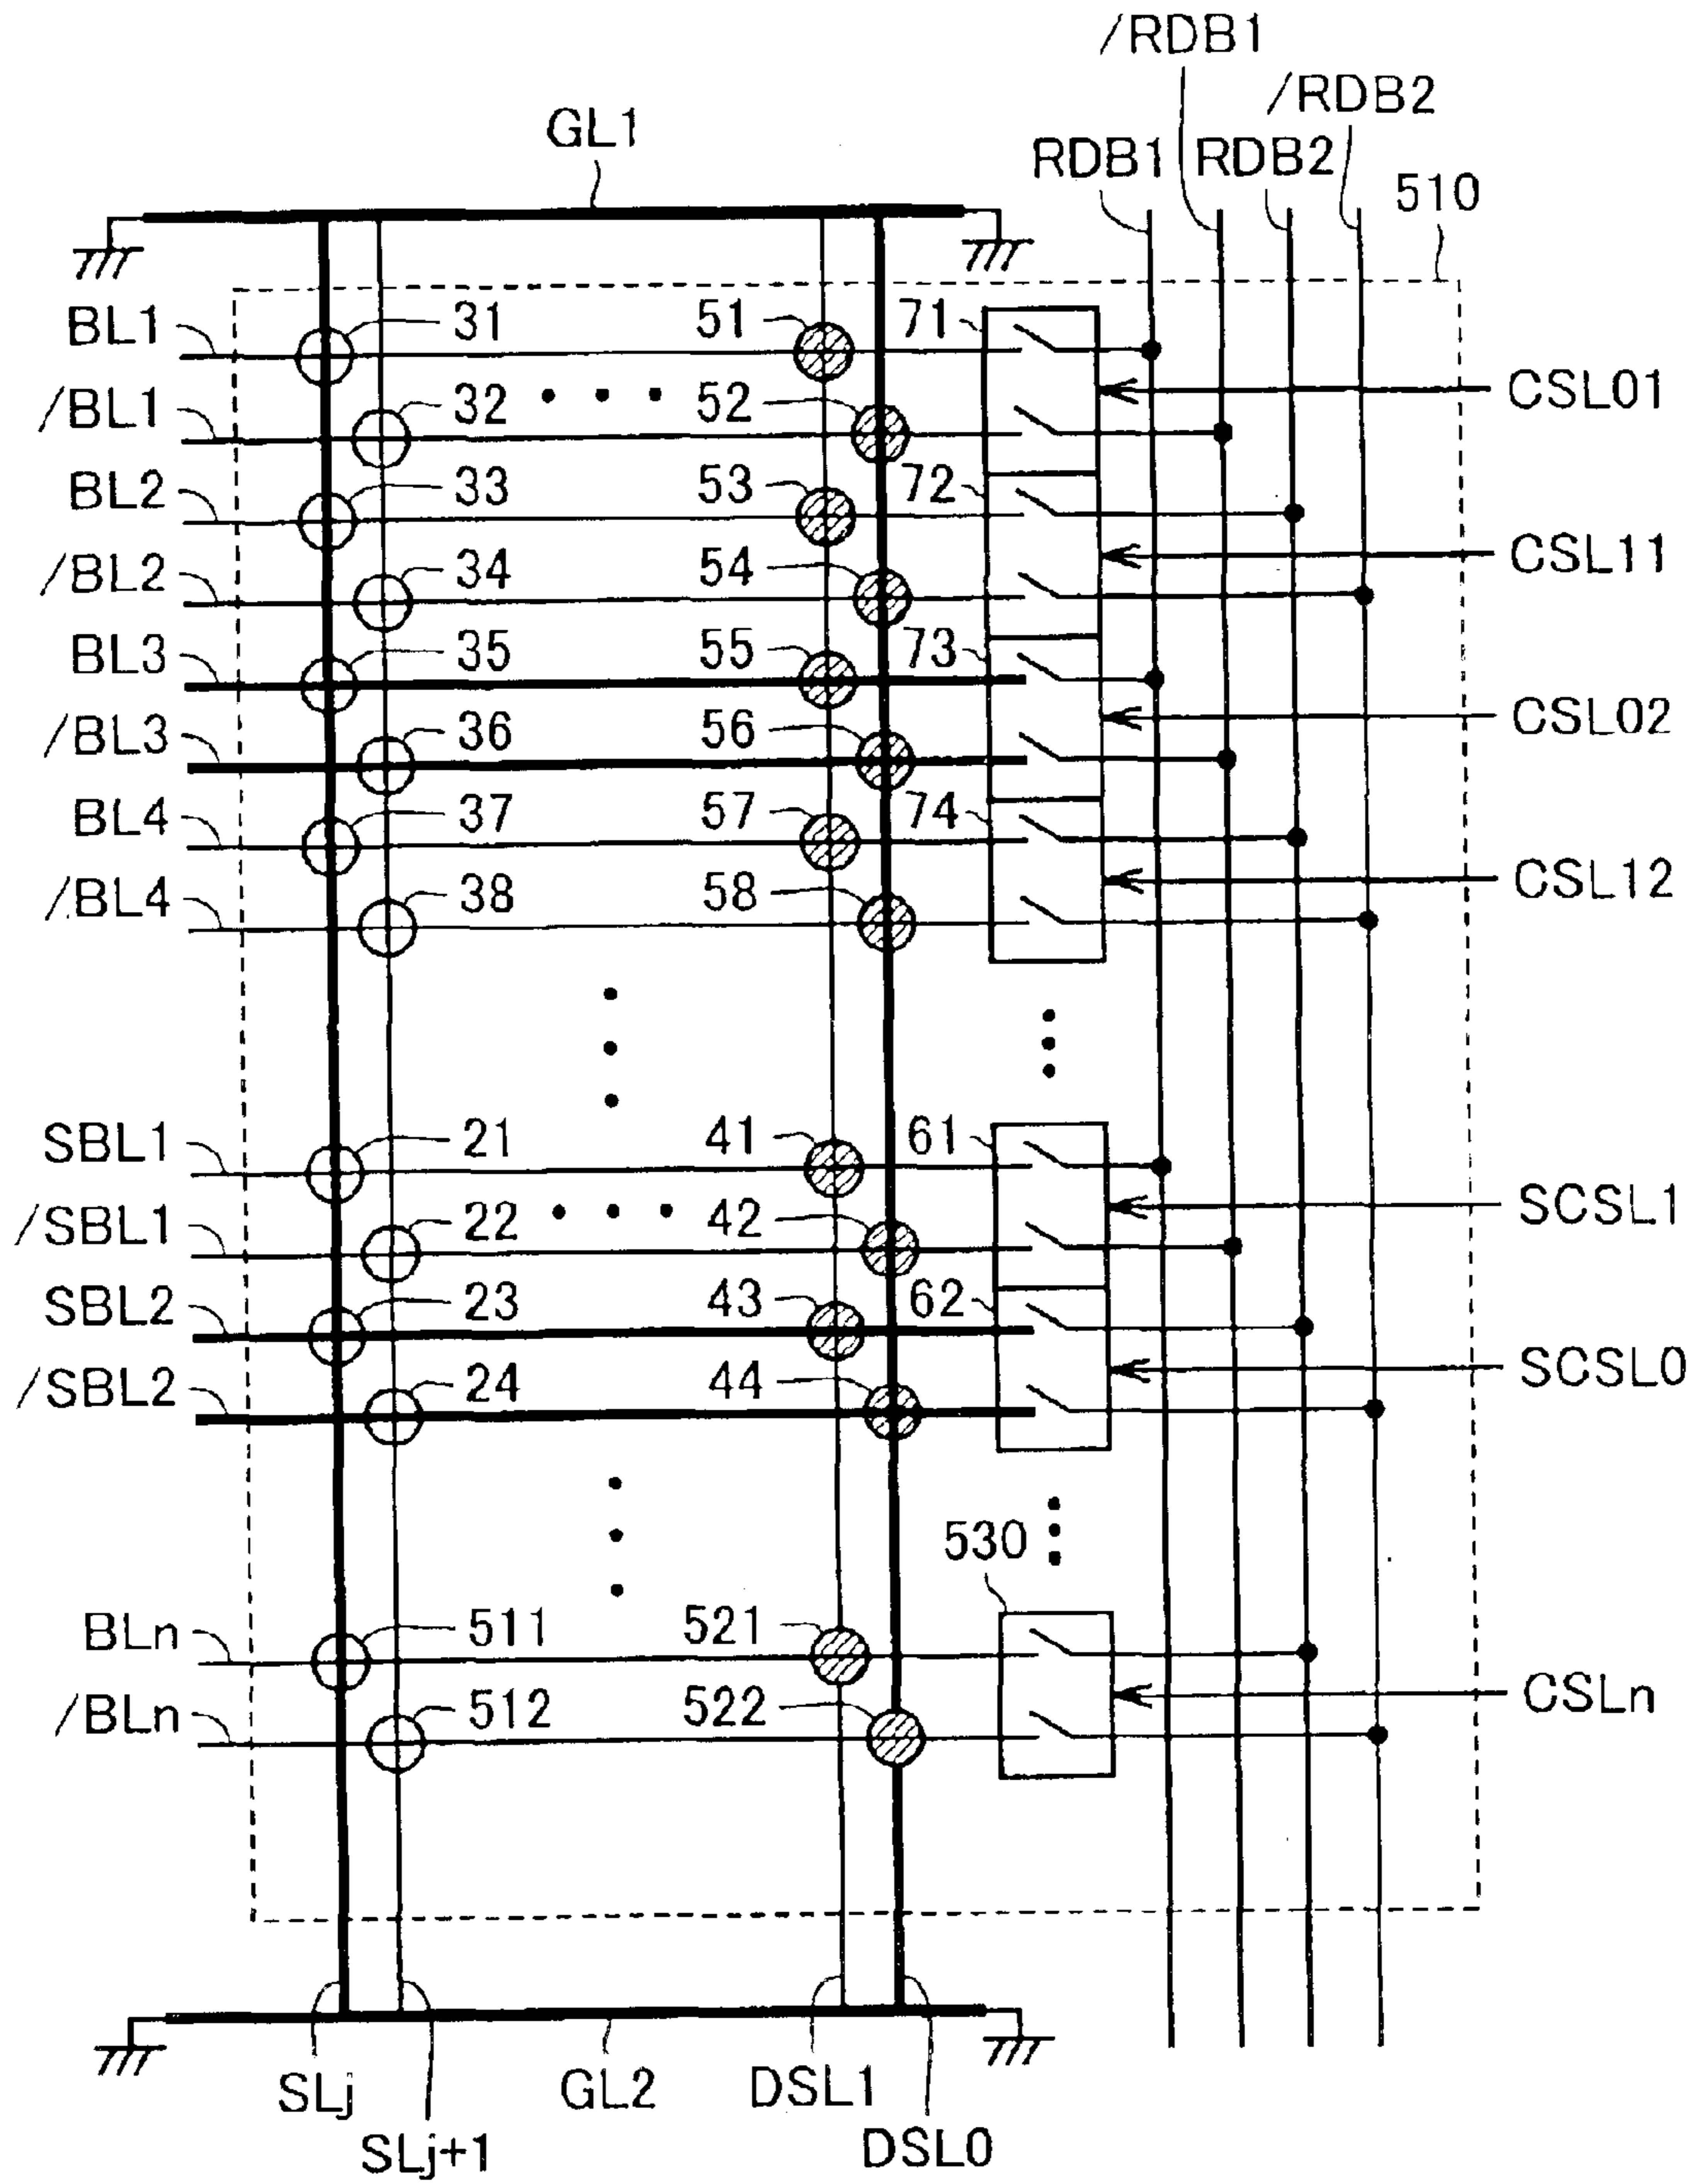 /RDB1
/RDB2
GL1
RDB1 RDB2
510
BL1 31 51 71
CSL01
/BL1 32 52
BL2 33 53 72
CSL11
/BL2 34 54
BL3 35 55 73
CSL02
/BL3 36 56
BL4 37 57 74
CSL12
/BL4 38 58
SBL1 21 41 61
SCSL1
/SBL1 22 42
SBL2 23 43 62
SCSL0
/SBL2 24 44
530
BLn 511 521
CSLn
/BLn 512 522
SLj GL2 DSL1
SLj+1 DSL0